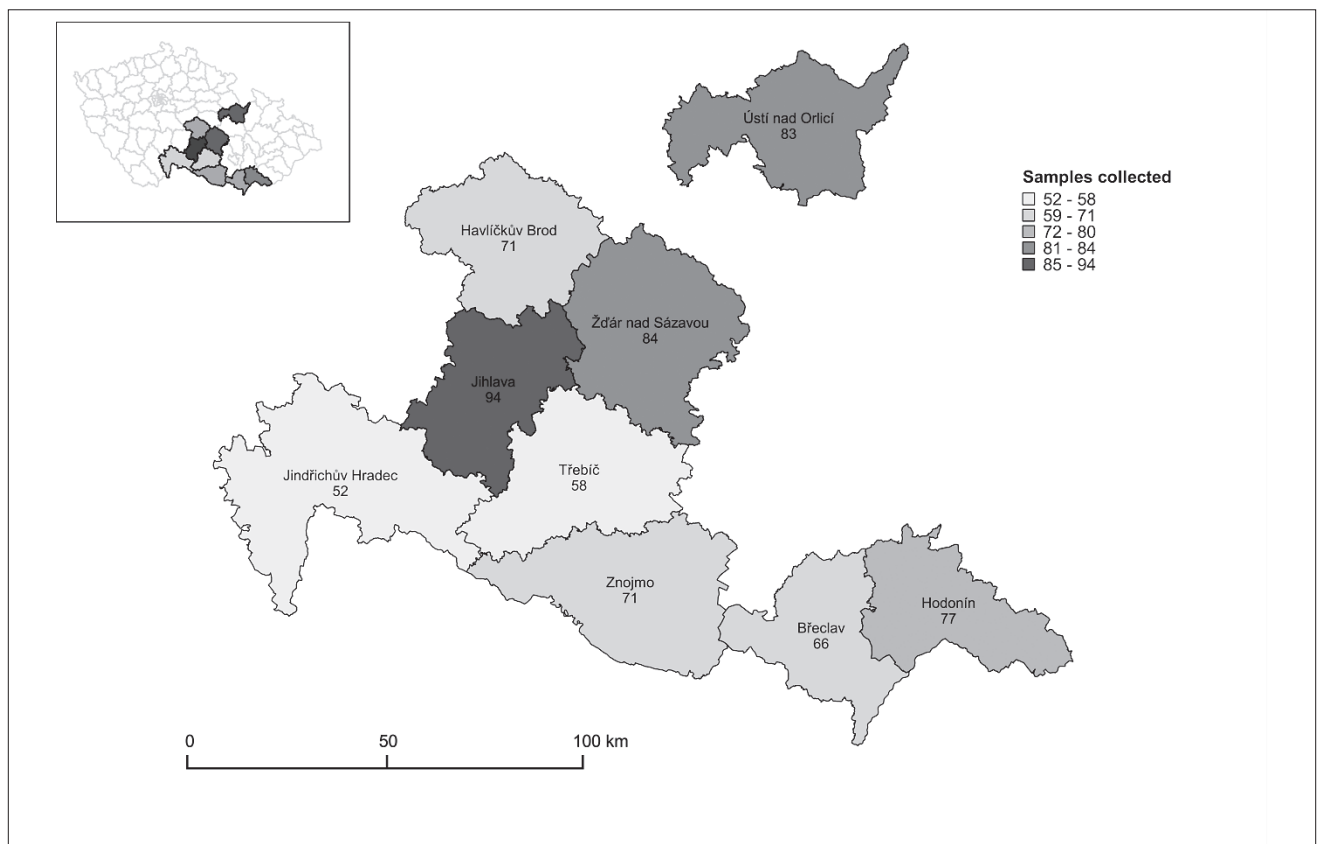 Ústí nad Orlicí
83
Samples collected
52 - 58
59 - 71
72 - 80
81 - 84
85 - 94
Havlíčkův Brod
71
Žďár nad Sázavou
84
Jihlava
94
Jindřichův Hradec
52
Třebíč
58
Znojmo
71
Břeclav
66
Hodonín
77
0 50 100 km